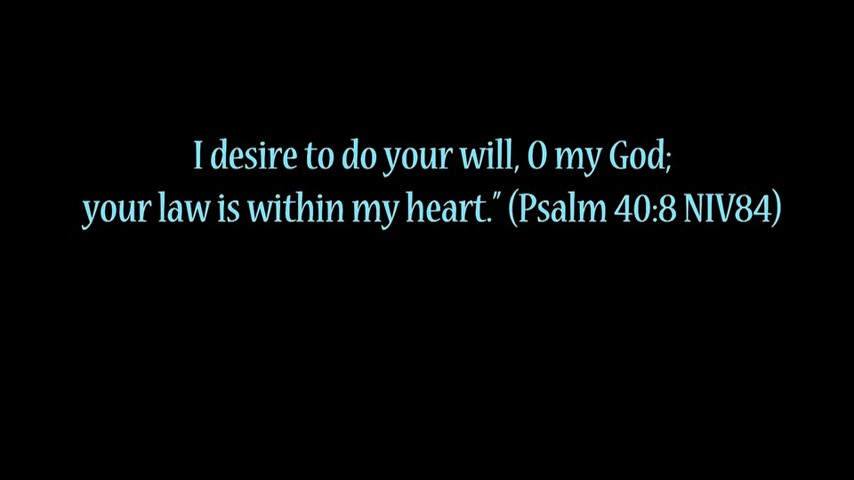 I desire to do your will, O my God;
your law is within my heart.” (Psalm 40:8 NIV84)